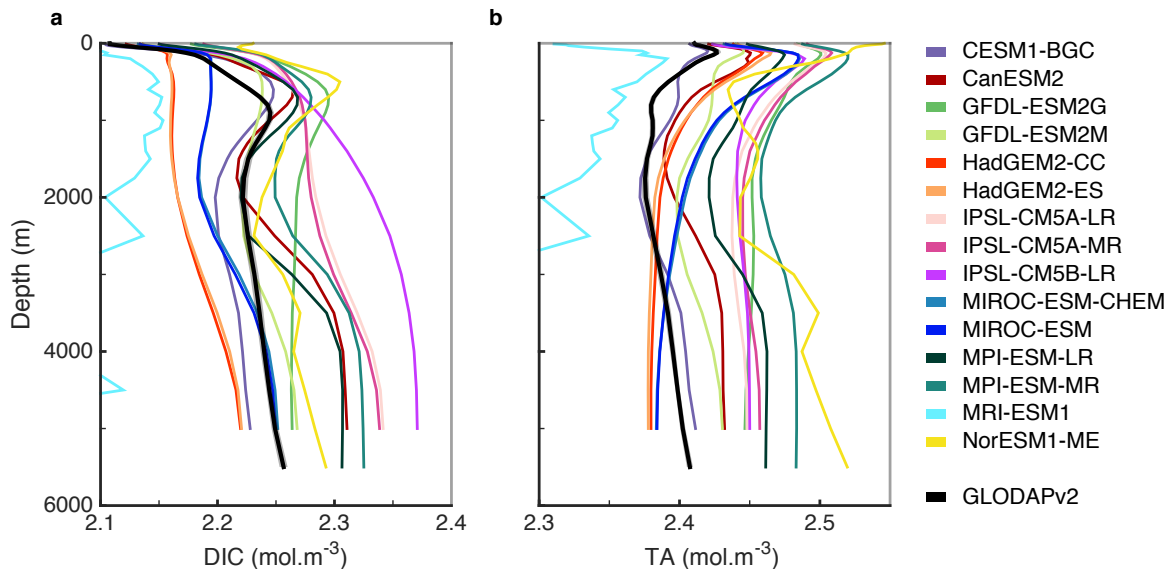 a
b
0
2000
4000
6000
Depth (m)
2.1
2.2
2.3
2.4
DIC (mol.m-3)
2.3
2.4
2.5
TA (mol.m-3)
CESM1-BGC
CanESM2
GFDL-ESM2G
GFDL-ESM2M
HadGEM2-CC
HadGEM2-ES
IPSL-CM5A-LR
IPSL-CM5A-MR
IPSL-CM5B-LR
MIROC-ESM-CHEM
MIROC-ESM
MPI-ESM-LR
MPI-ESM-MR
MRI-ESM1
NorESM1-ME
GLODAPv2